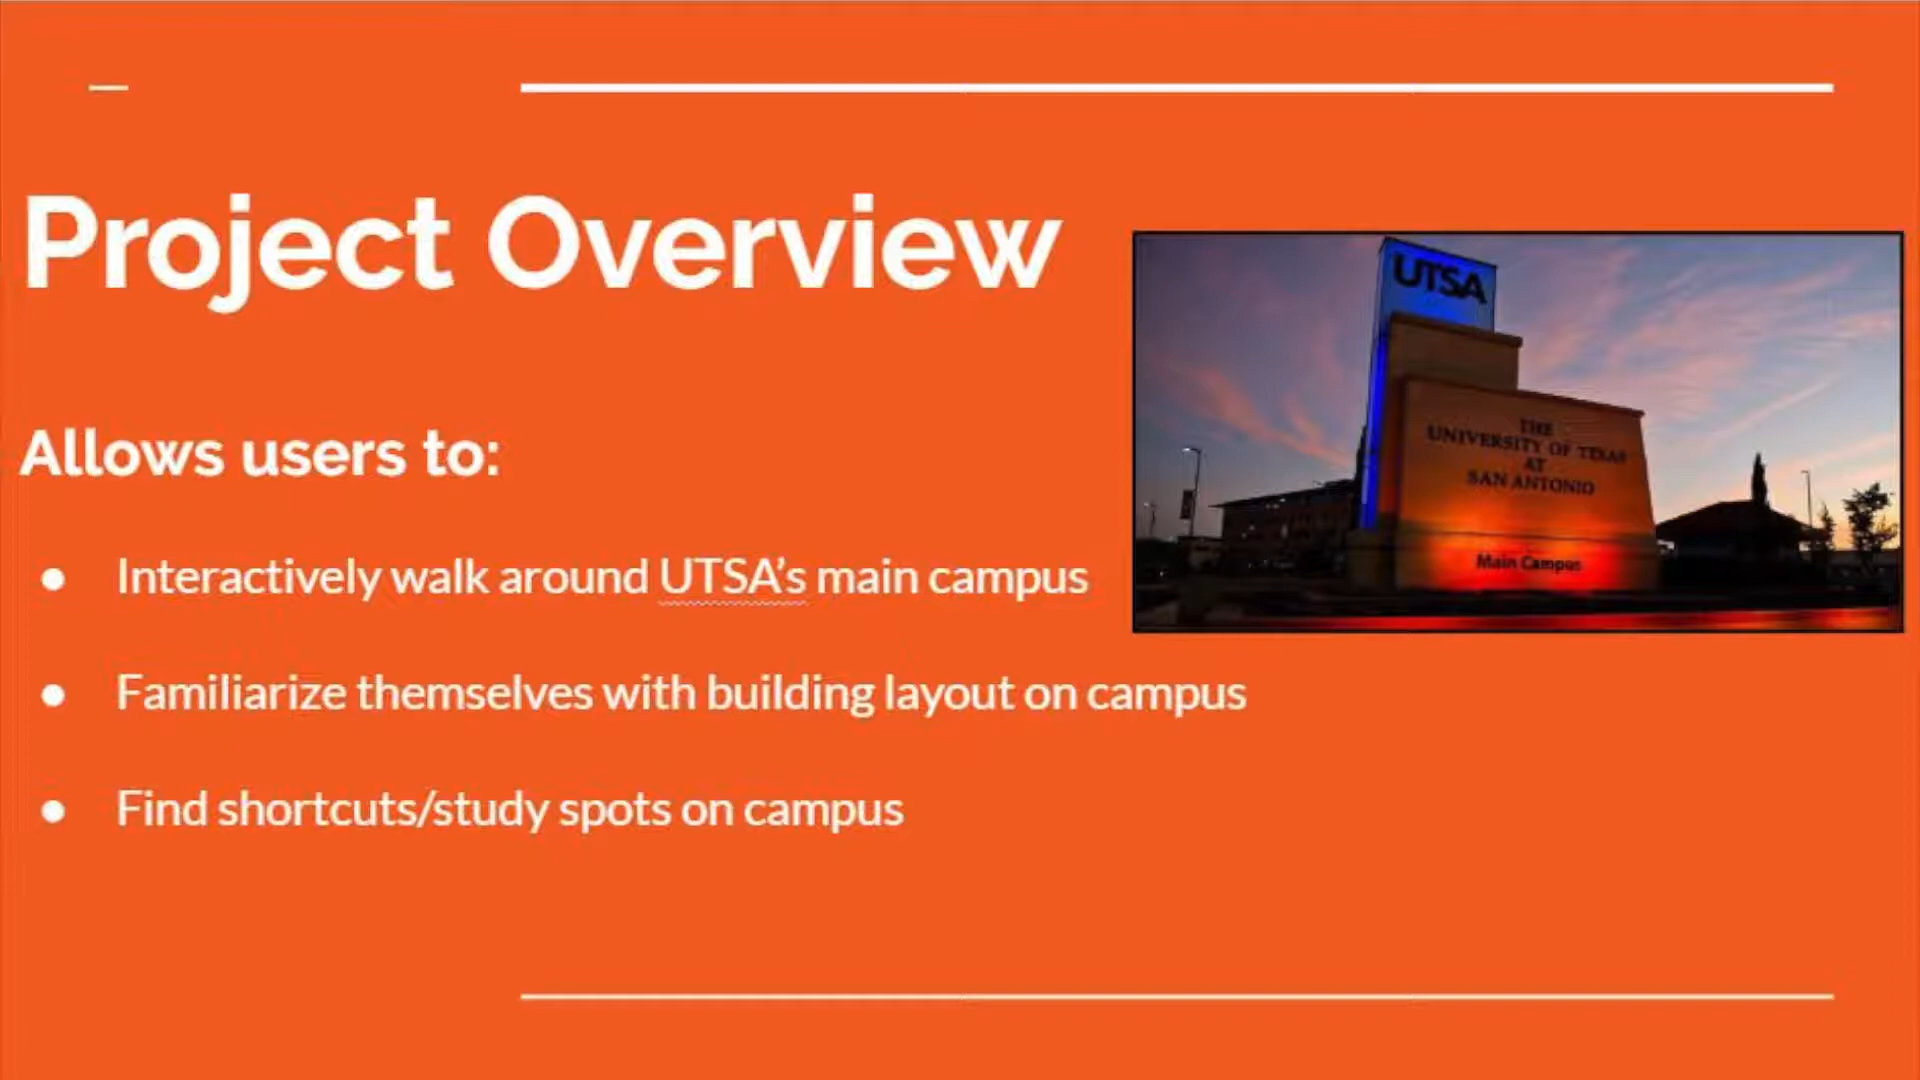 Project Overview
UTSA
THE
UNIVERSITY OF TEXAS
AT
SAN ANTONIO
Main Campus
Allows users to:
● Interactively walk around UTSA's main campus
● Familiarize themselves with building layout on campus
● Find shortcuts/study spots on campus